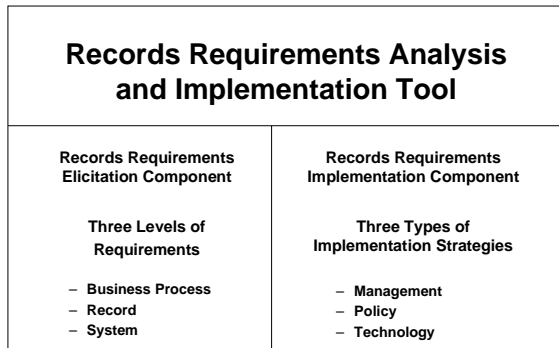 Records Requirements Analysis
and Implementation Tool
Records Requirements
Elicitation Component
Three Levels of
Requirements
– Business Process
– Record
– System
Records Requirements
Implementation Component
Three Types of
Implementation Strategies
– Management
– Policy
– Technology